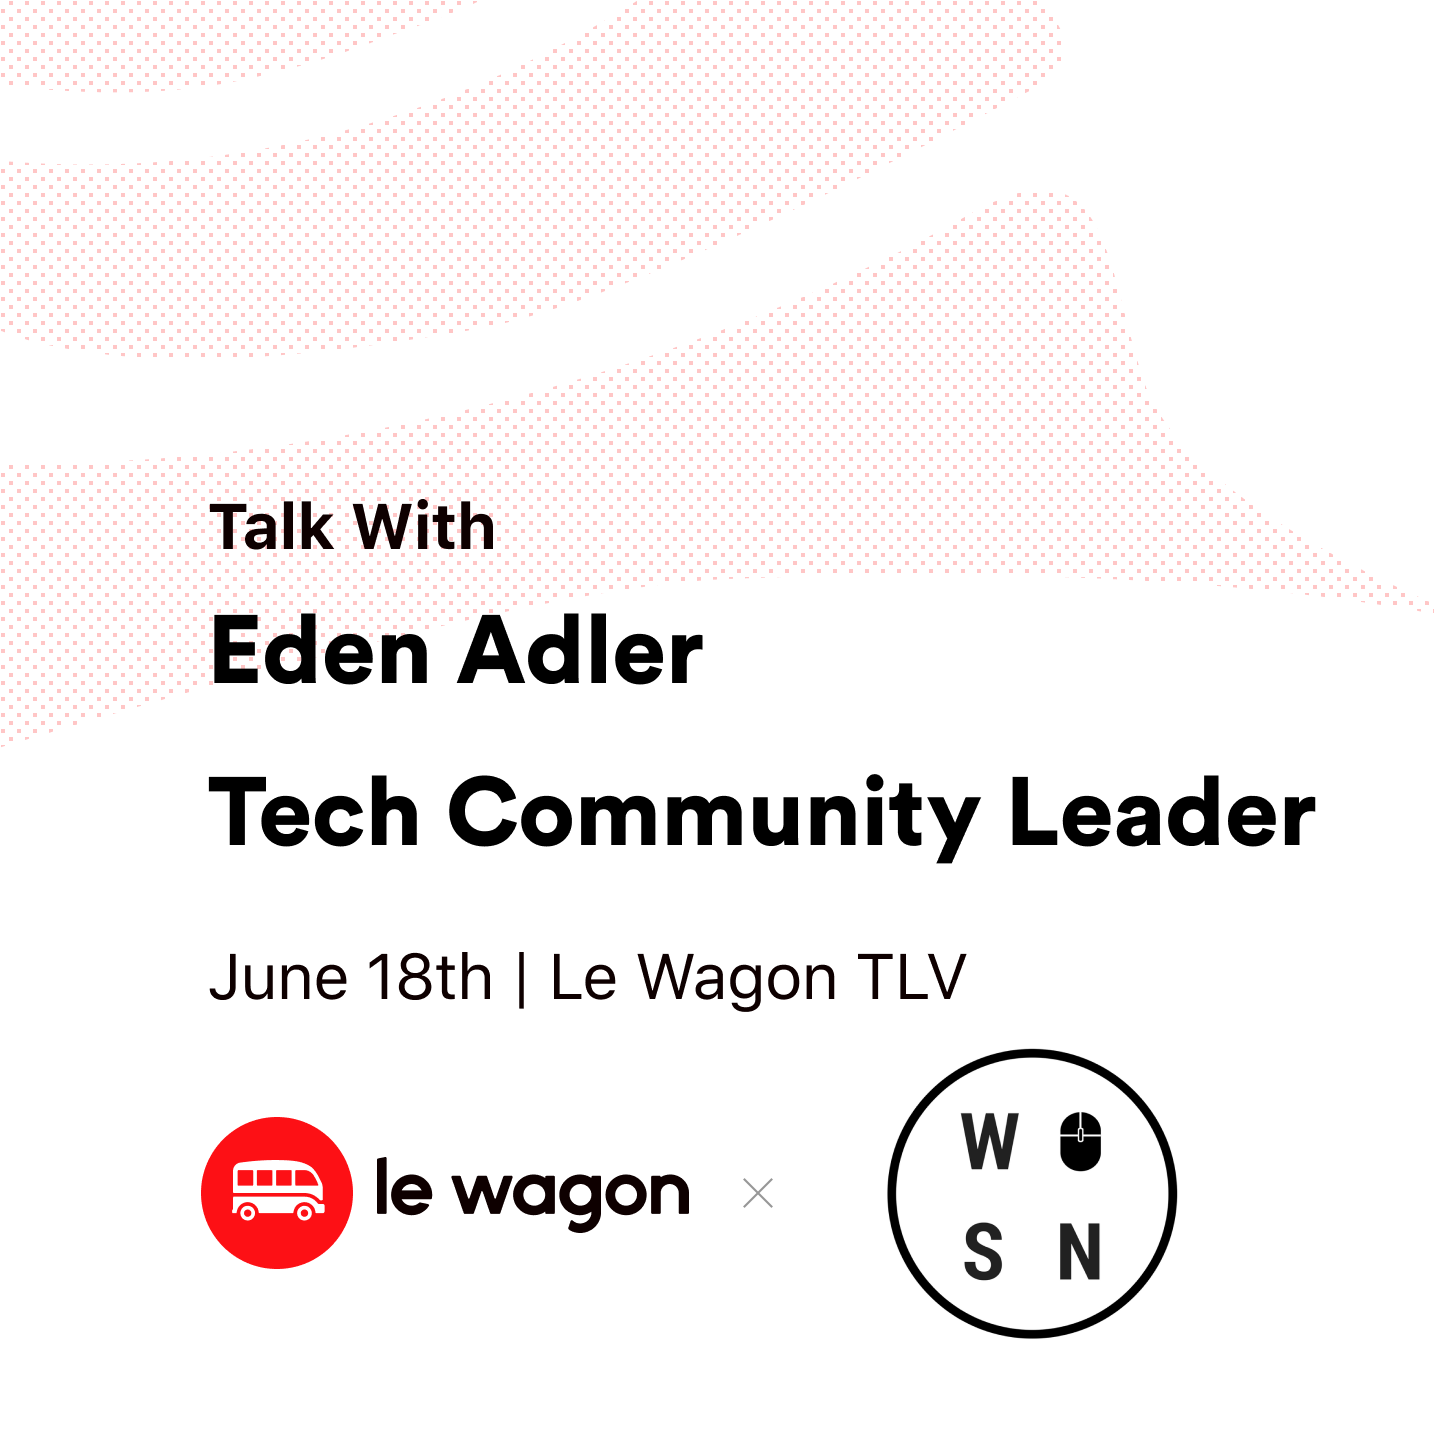 Talk With
Eden Adler
Tech Community Leader
June 18th | Le Wagon TLV
le wagon
W
S N